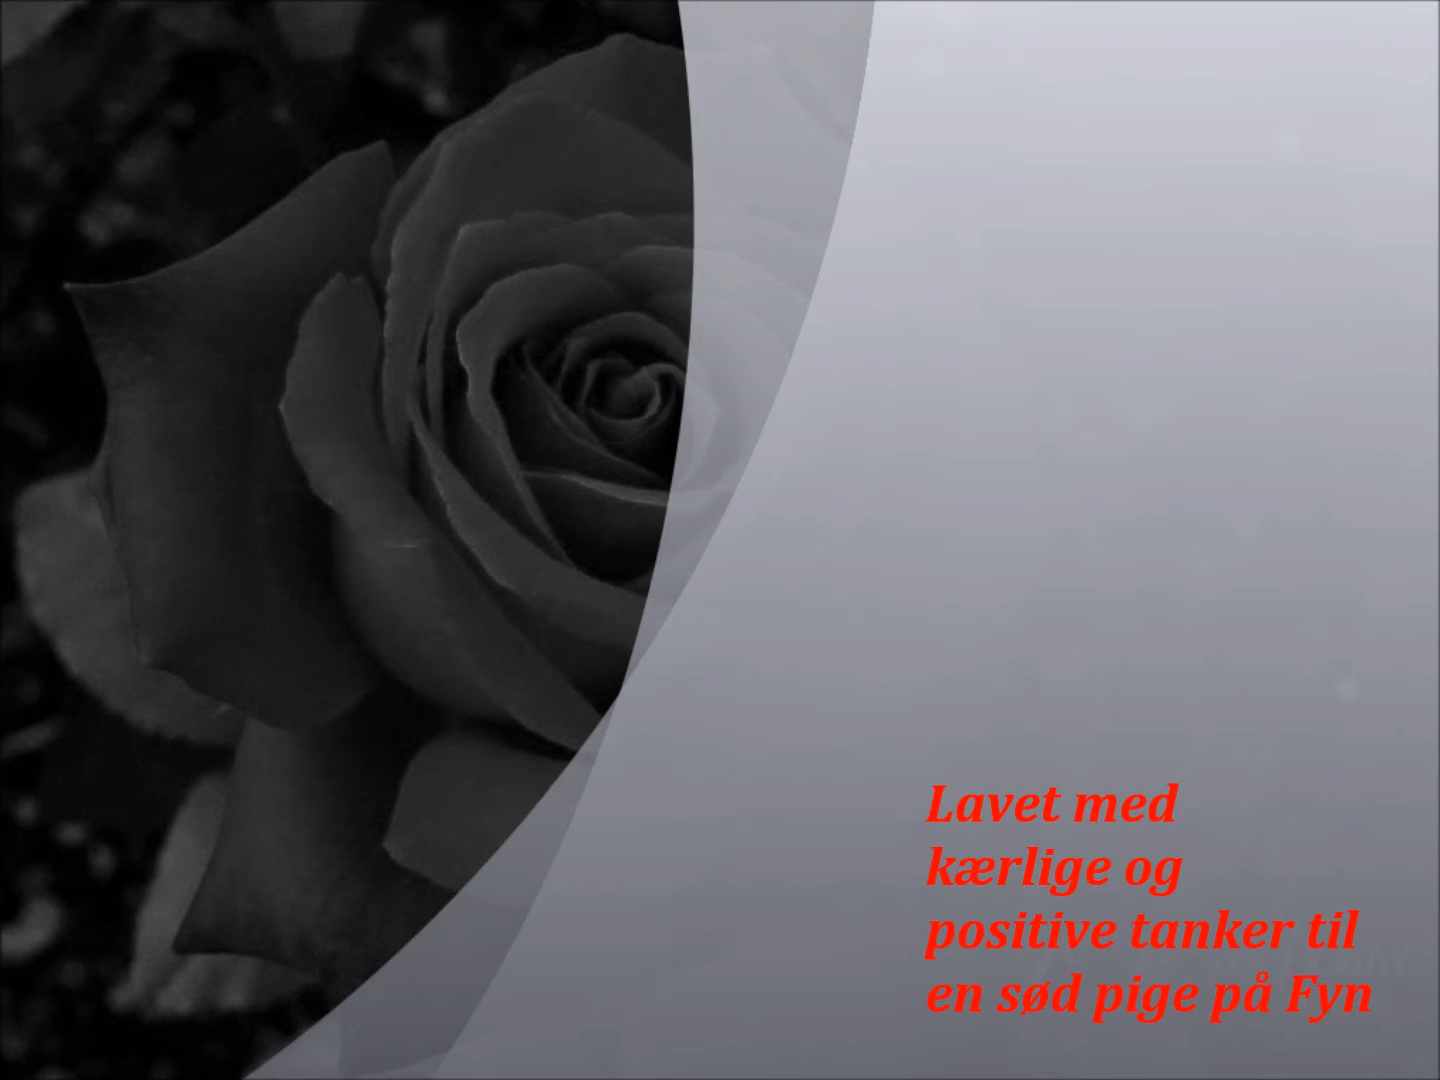 Lavet med
kærlige og
positive tanker til
en sød pige på Fyn